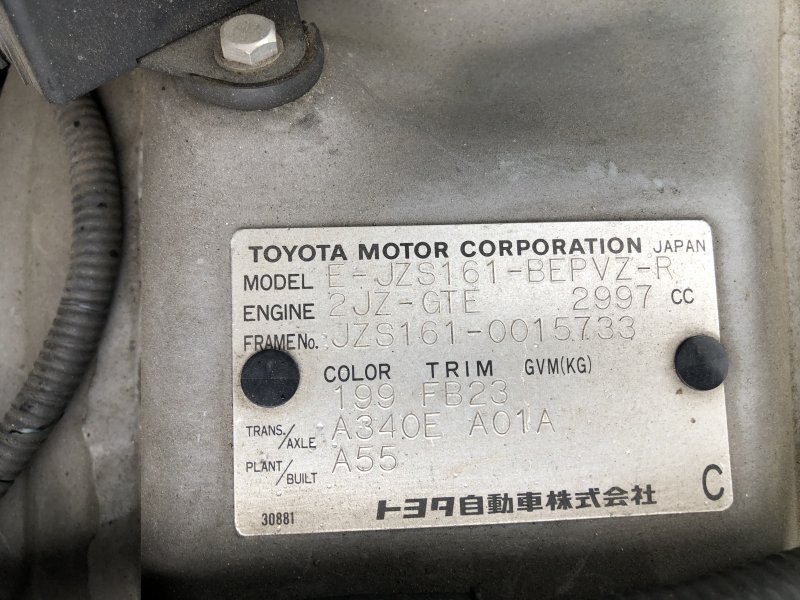 TOYOTA MOTOR CORPORATION JAPAN
MODEL E-JZS161-BEPVZ-R
ENGINE 2JZ-GTE 2997 CC
FRAME No. JZS161-0015733
COLOR TRIM GVM(KG)
199 FB23
TRANS./AXLE A340E A01A
PLANT/BUILT A55
30881 トヨタ自動車株式会社 C